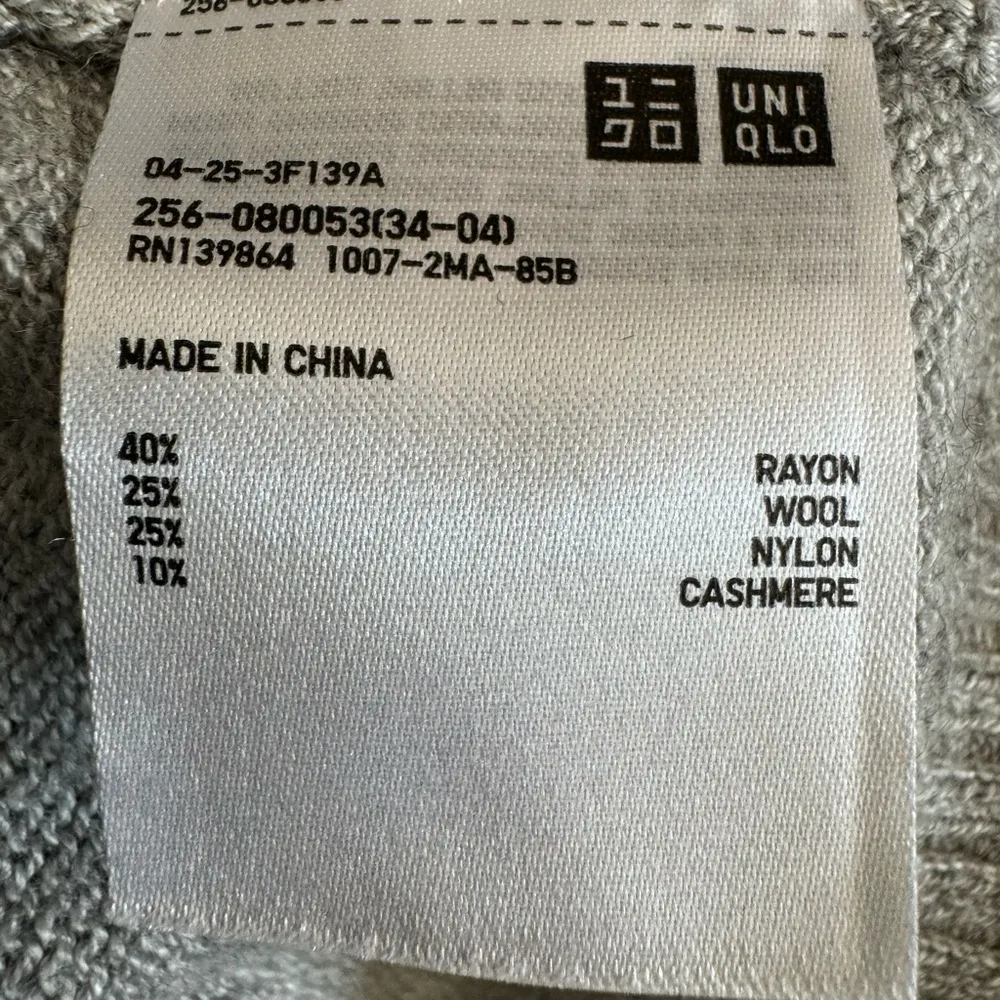 ユニ
クロ
UNI
QLO
04-25-3F139A
256-080053(34-04)
RN139864 1007-2MA-85B
MADE IN CHINA
40% RAYON
25% WOOL
25% NYLON
10% CASHMERE